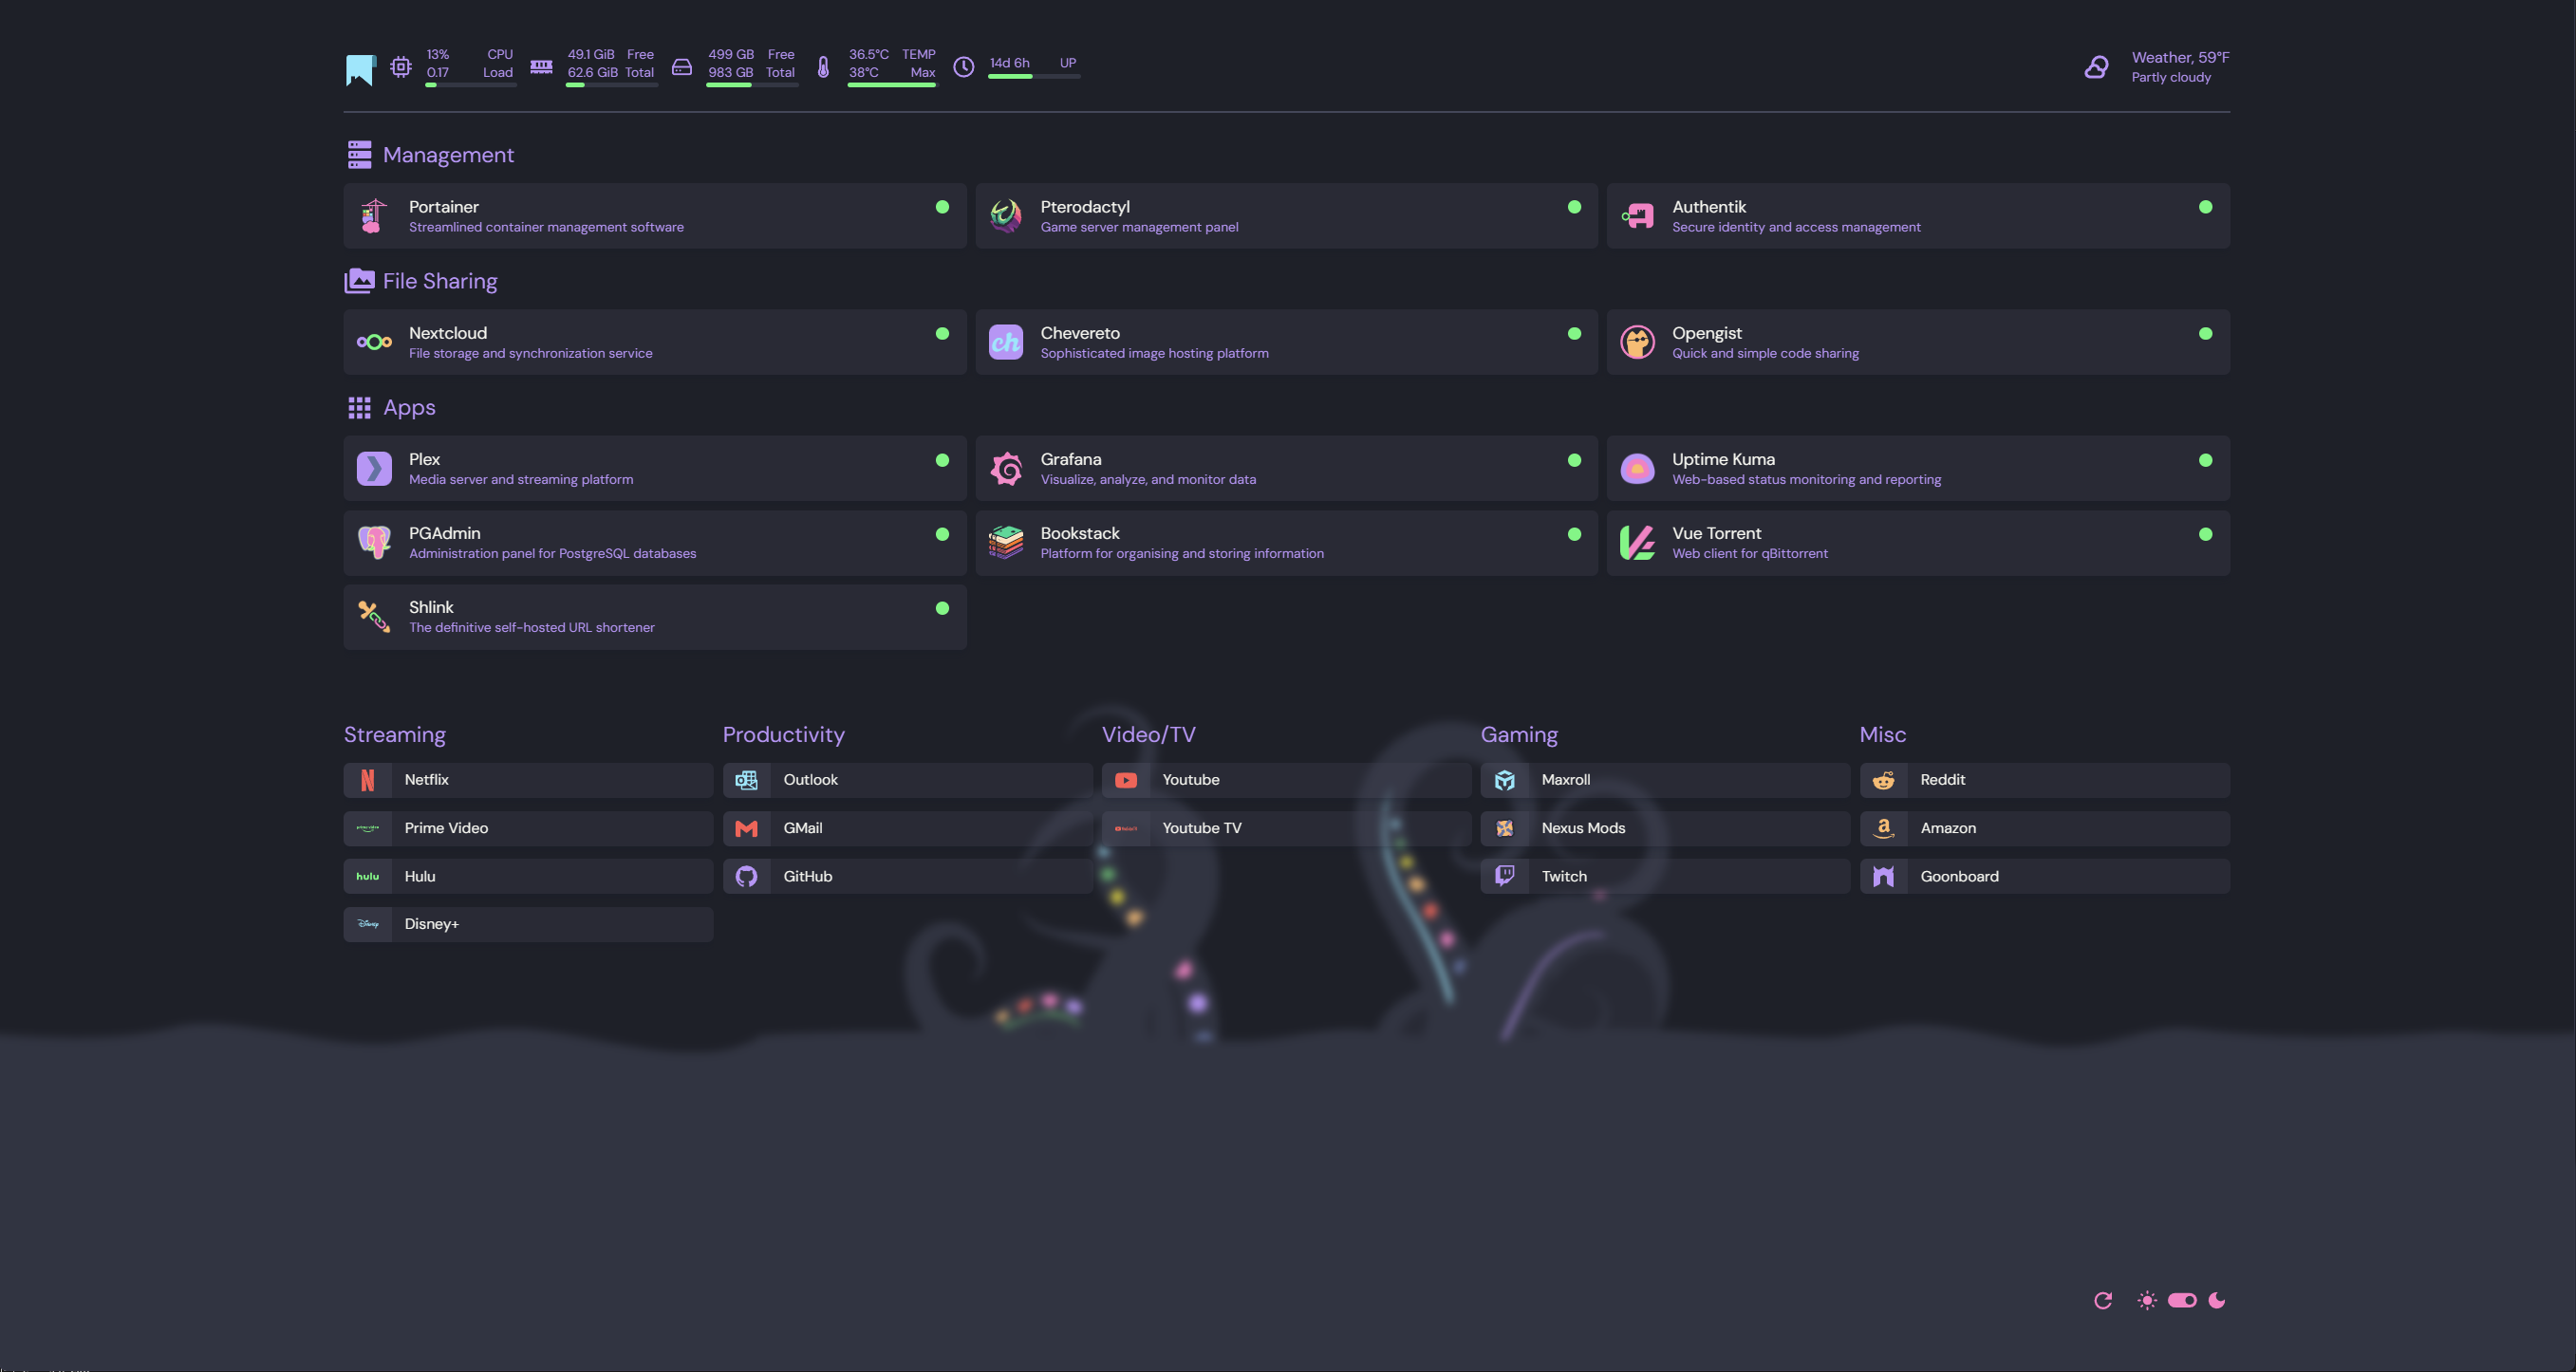 13% CPU
0.17 Load
49.1 GiB Free
62.6 GiB Total
499 GB Free
983 GB Total
36.5°C TEMP
38°C Max
14d 6h UP
Weather, 59°F
Partly cloudy
Management
Portainer
Streamlined container management software
Pterodactyl
Game server management panel
Authentik
Secure identity and access management
File Sharing
Nextcloud
File storage and synchronization service
ch
Chevereto
Sophisticated image hosting platform
Opengist
Quick and simple code sharing
Apps
Plex
Media server and streaming platform
Grafana
Visualize, analyze, and monitor data
Uptime Kuma
Web-based status monitoring and reporting
PGAdmin
Administration panel for PostgreSQL databases
Bookstack
Platform for organising and storing information
Vue Torrent
Web client for qBittorrent
Shlink
The definitive self-hosted URL shortener
Streaming
Netflix
Prime Video
hulu Hulu
Disney Disney+
Productivity
Outlook
GMail
GitHub
Video/TV
Youtube
Youtube TV
Gaming
Maxroll
Nexus Mods
Twitch
Misc
Reddit
Amazon
Goonboard